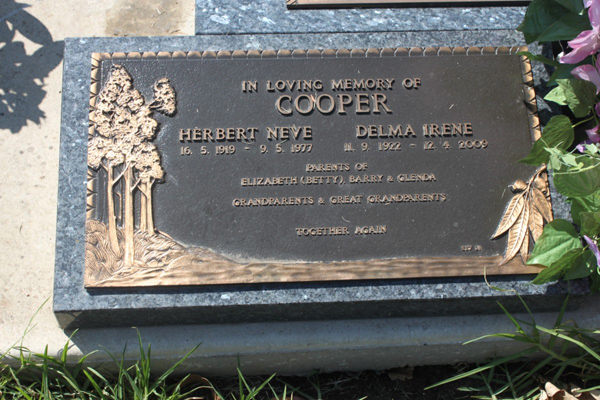 IN LOVING MEMORY OF
COOPER
HERBERT NEVE DELMA IRENE
16. 5. 1919 - 9. 5. 1977 11. 9. 1922 - 12. 4. 2009
PARENTS OF
ELIZABETH (BETTY), BARRY & GLENDA
GRANDPARENTS & GREAT GRANDPARENTS
TOGETHER AGAIN